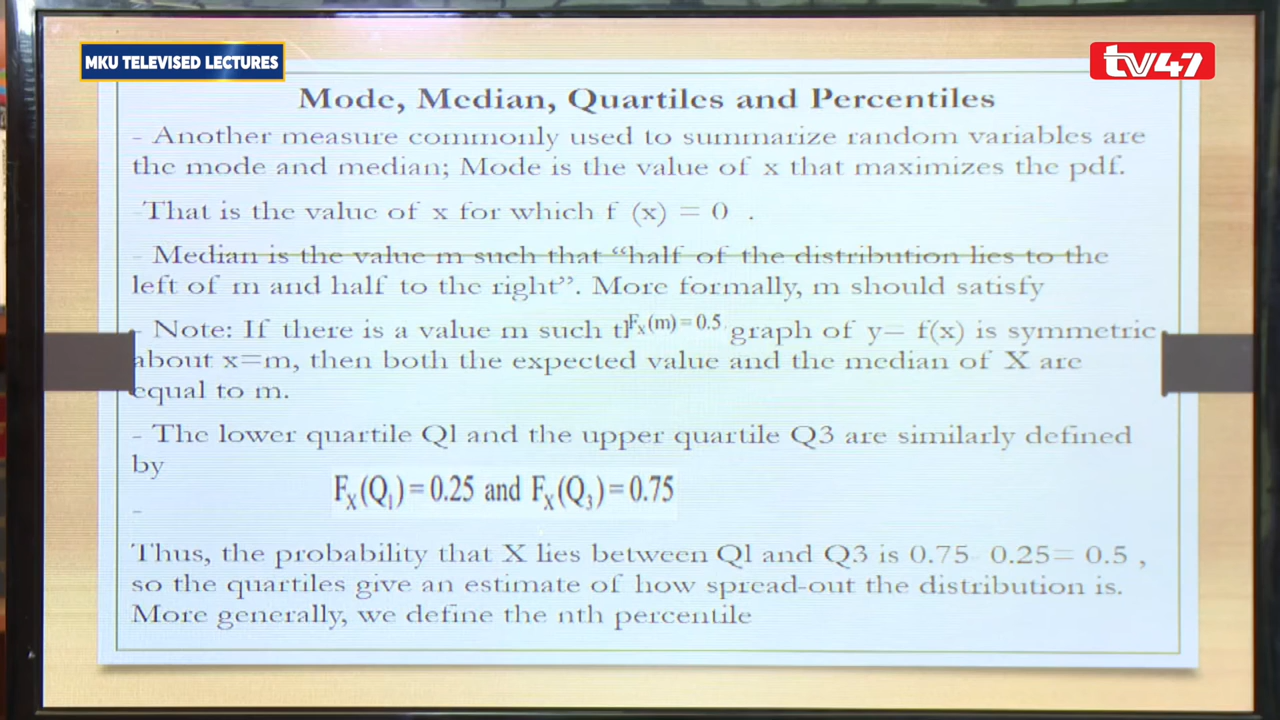 MKU TELEVISED LECTURES
tv47
Mode, Median, Quartiles and Percentiles
- Another measure commonly used to summarize random variables are
the mode and median; Mode is the value of x that maximizes the pdf.
-That is the value of x for which f (x) = 0 .
- Median is the value m such that “half of the distribution lies to the
left of m and half to the right”. More formally, m should satisfy
- Note: If there is a value m such Fₓ(m) = 0.5 graph of y= f(x) is symmetric
about x=m, then both the expected value and the median of X are
equal to m.
- The lower quartile Q1 and the upper quartile Q3 are similarly defined
by
F_X(Q₁) = 0.25 and F_X(Q₃) = 0.75
-
Thus, the probability that X lies between Q1 and Q3 is 0.75 0.25= 0.5 ,
so the quartiles give an estimate of how spread-out the distribution is.
More generally, we define the nth percentile